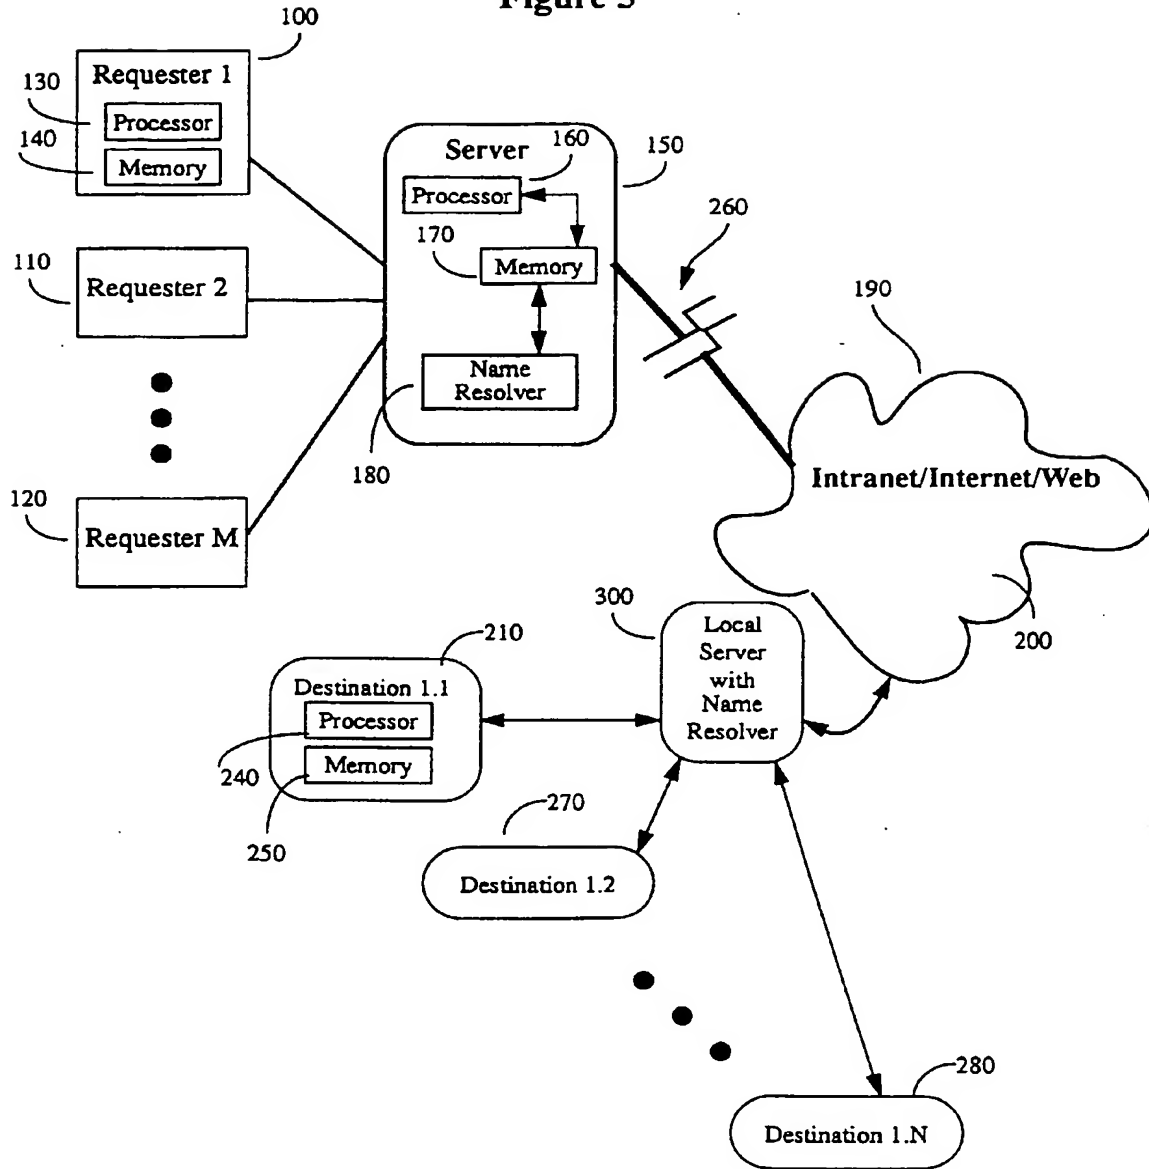 100
Requester 1
130
Processor
140
Memory
Server
160
150
Processor
260
170
Memory
110
Requester 2
190
Name
Resolver
180
Intranet/Internet/Web
120
Requester M
300
Local
Server
with
Name
Resolver
200
210
Destination 1.1
Processor
240
Memory
250
270
Destination 1.2
280
Destination 1.N